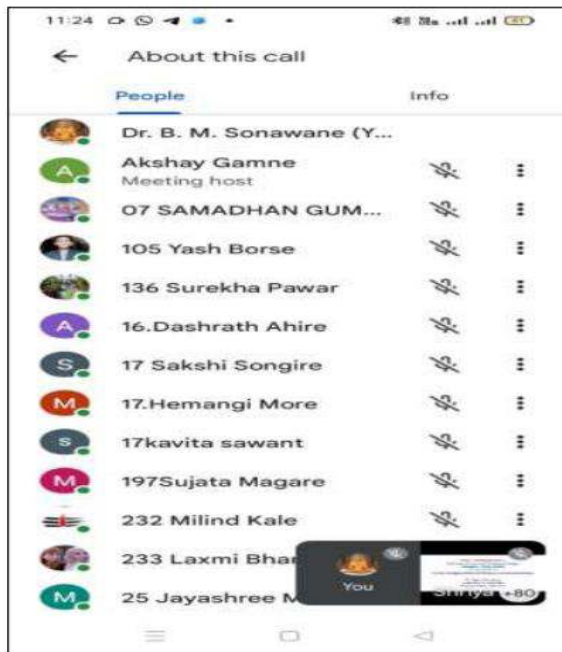 11:24
About this call
People Info
Dr. B. M. Sonawane (Y...
A Akshay Gamne
Meeting host
07 SAMADHAN GUM...
105 Yash Borse
136 Surekha Pawar
A 16.Dashrath Ahire
S 17 Sakshi Songire
M 17.Hemangi More
s 17kavita sawant
M 197Sujata Magare
232 Milind Kale
233 Laxmi Bhar
You
M 25 Jayashree M
Shriya +80